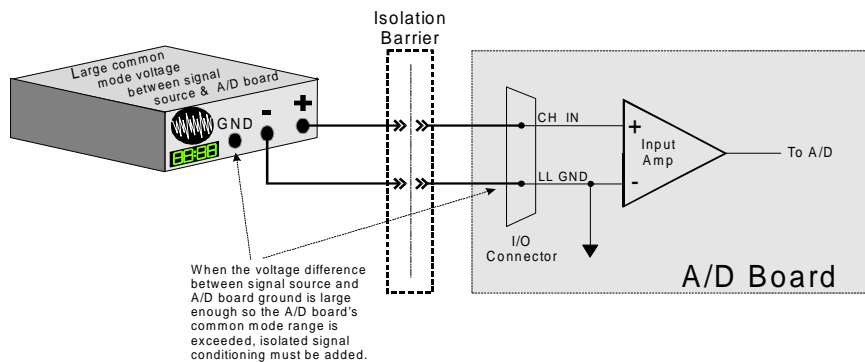 Isolation
Barrier
Large common
mode voltage
between signal
source & A/D board
GND
-
+
88:88
CH IN
LL GND
+
-
Input
Amp
To A/D
I/O
Connector
A/D Board
When the voltage difference
between signal source and
A/D board ground is large
enough so the A/D board's
common mode range is
exceeded, isolated signal
conditioning must be added.